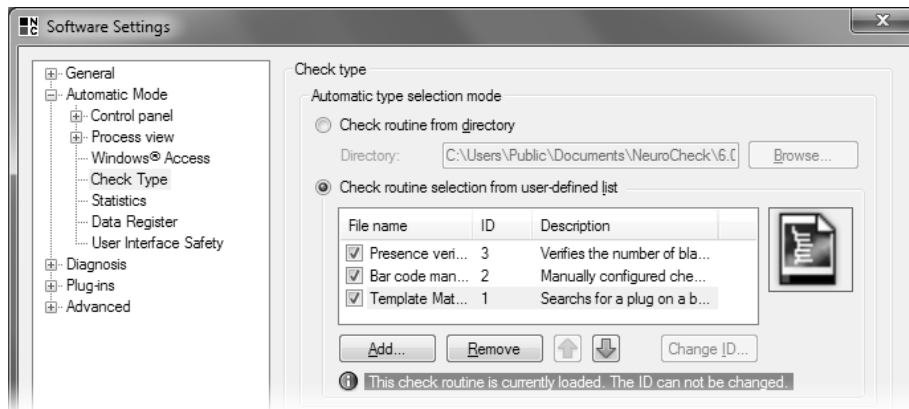 Software Settings
General
Automatic Mode
Control panel
Process view
Windows® Access
Check Type
Statistics
Data Register
User Interface Safety
Diagnosis
Plug-ins
Advanced
Check type
Automatic type selection mode
Check routine from directory
Directory: C:\Users\Public\Documents\NeuroCheck\6.0 Browse...
Check routine selection from user-defined list
File name ID Description
Presence veri... 3 Verifies the number of bla...
Bar code man... 2 Manually configured che...
Template Mat... 1 Searchs for a plug on a b...
Add... Remove Change ID...
This check routine is currently loaded. The ID can not be changed.